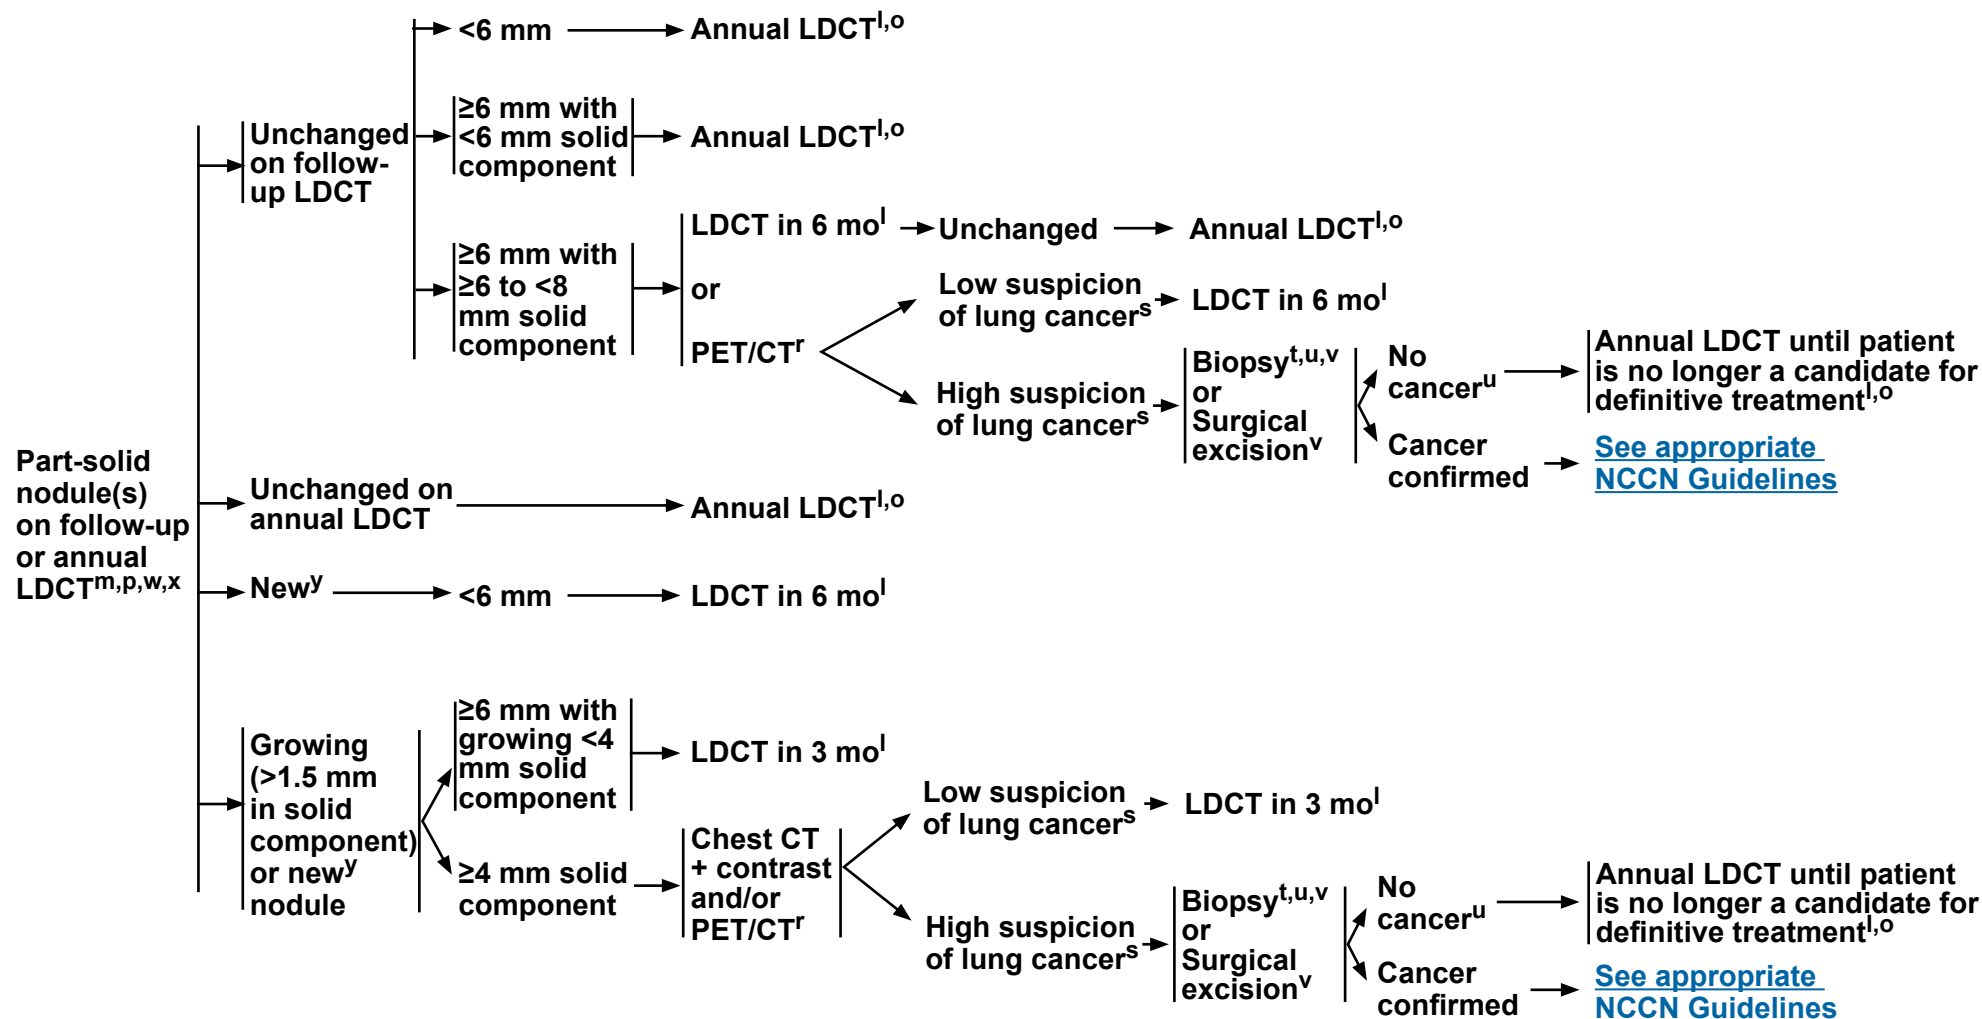 Part-solid
nodule(s)
on follow-up
or annual
LDCTm,p,w,x
Unchanged
on follow-
up LDCT
<6 mm
Annual LDCTl,o
≥6 mm with
<6 mm solid
component
Annual LDCTl,o
≥6 mm with
≥6 to <8
mm solid
component
LDCT in 6 mol
or
PET/CTr
Unchanged
Annual LDCTl,o
Low suspicion
of lung cancers
LDCT in 6 mol
High suspicion
of lung cancers
Biopsyt,u,v
or
Surgical
excisionv
No
canceru
Annual LDCT until patient
is no longer a candidate for
definitive treatmentl,o
Cancer
confirmed
See appropriate
NCCN Guidelines
Unchanged on
annual LDCT
Annual LDCTl,o
Newy
<6 mm
LDCT in 6 mol
Growing
(>1.5 mm
in solid
component)
or newy
nodule
≥6 mm with
growing <4
mm solid
component
LDCT in 3 mol
≥4 mm solid
component
Chest CT
+ contrast
and/or
PET/CTr
Low suspicion
of lung cancers
LDCT in 3 mol
High suspicion
of lung cancers
Biopsyt,u,v
or
Surgical
excisionv
No
canceru
Annual LDCT until patient
is no longer a candidate for
definitive treatmentl,o
Cancer
confirmed
See appropriate
NCCN Guidelines